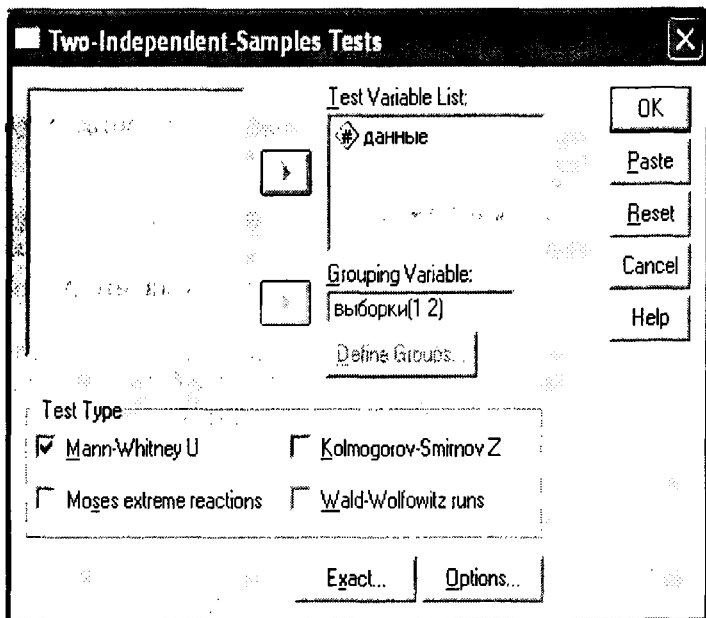 Two-Independent-Samples Tests
Test Variable List:
данные
OK
Paste
Reset
Cancel
Help
Grouping Variable:
выборки(1 2)
Define Groups...
Test Type
Mann-Whitney U
Kolmogorov-Smirnov Z
Moses extreme reactions
Wald-Wolfowitz runs
Exact...
Options...